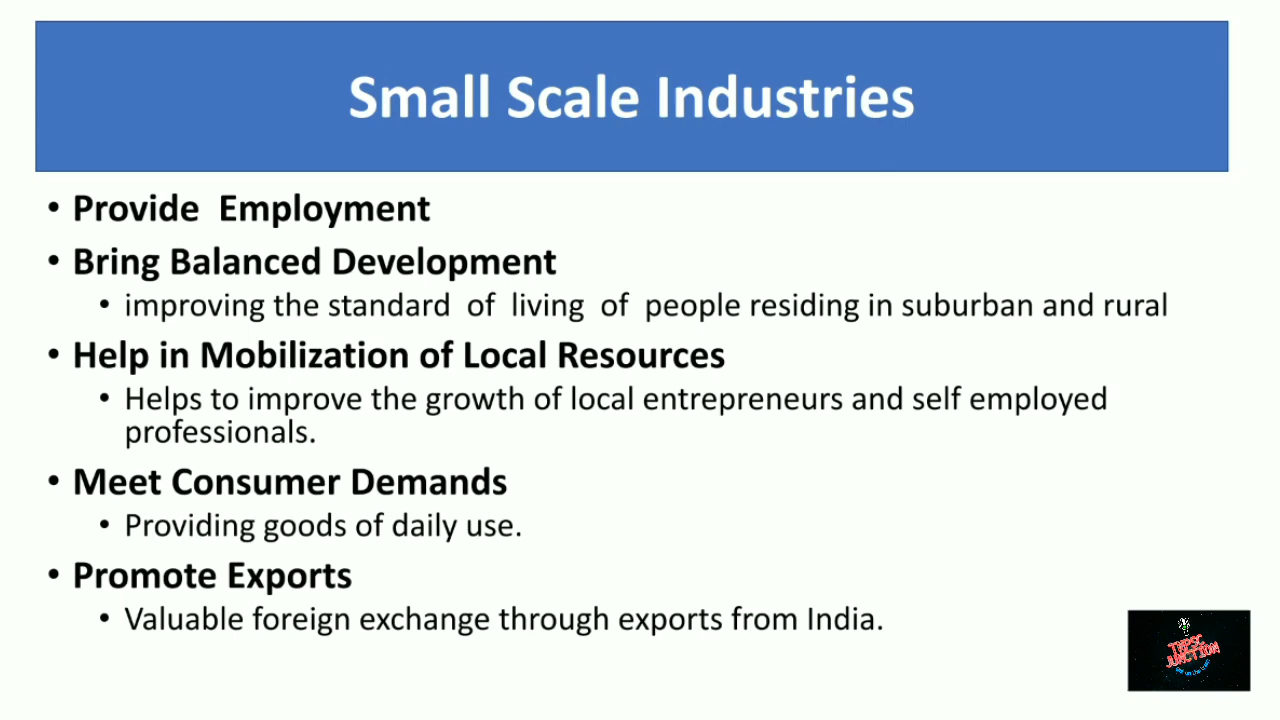 Small Scale Industries
• Provide Employment
• Bring Balanced Development
• improving the standard of living of people residing in suburban and rural
• Help in Mobilization of Local Resources
• Helps to improve the growth of local entrepreneurs and self employed
professionals.
• Meet Consumer Demands
• Providing goods of daily use.
• Promote Exports
• Valuable foreign exchange through exports from India.
TNPSC
JUNCTION